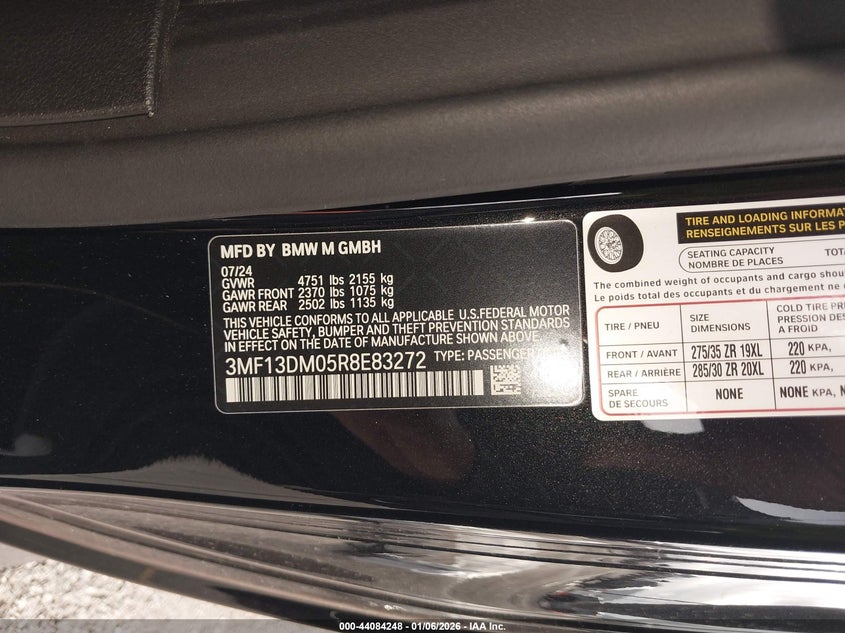 MFD BY BMW M GMBH
07/24
GVWR 4751 lbs 2155 kg
GAWR FRONT 2370 lbs 1075 kg
GAWR REAR 2502 lbs 1135 kg
THIS VEHICLE CONFORMS TO ALL APPLICABLE U.S.FEDERAL MOTOR
VEHICLE SAFETY, BUMPER AND THEFT PREVENTION STANDARDS
IN EFFECT ON THE DATE OF MANUFACTURE SHOWN ABOVE.
3MF13DM05R8E83272 TYPE: PASSENGER
TIRE AND LOADING
RENSEIGNEMENTS SUR LES
SEATING CAPACITY
NOMBRE DE PLACES
The combined weight of occupants and cargo
Le poids total des occupants et du chargement ne
TIRE / PNEU
SIZE
DIMENSIONS
COLD TIRE
PRESSION
A FROID
FRONT / AVANT 275/35 ZR 19XL 220 KPA,
REAR / ARRIÈRE 285/30 ZR 20XL 220 KPA,
SPARE
DE SECOURS
NONE
NONE KPA,
000-44084248 - 01/06/2026 - IAA Inc.